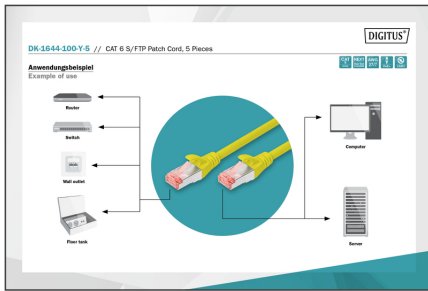 DIGITUS®
DK-1644-100-Y-5 // CAT 6 S/FTP Patch Cord, 5 Pieces
Anwendungsbeispiel
Example of use
Router
Switch
Wall outlet
Floor tank
Computer
Server